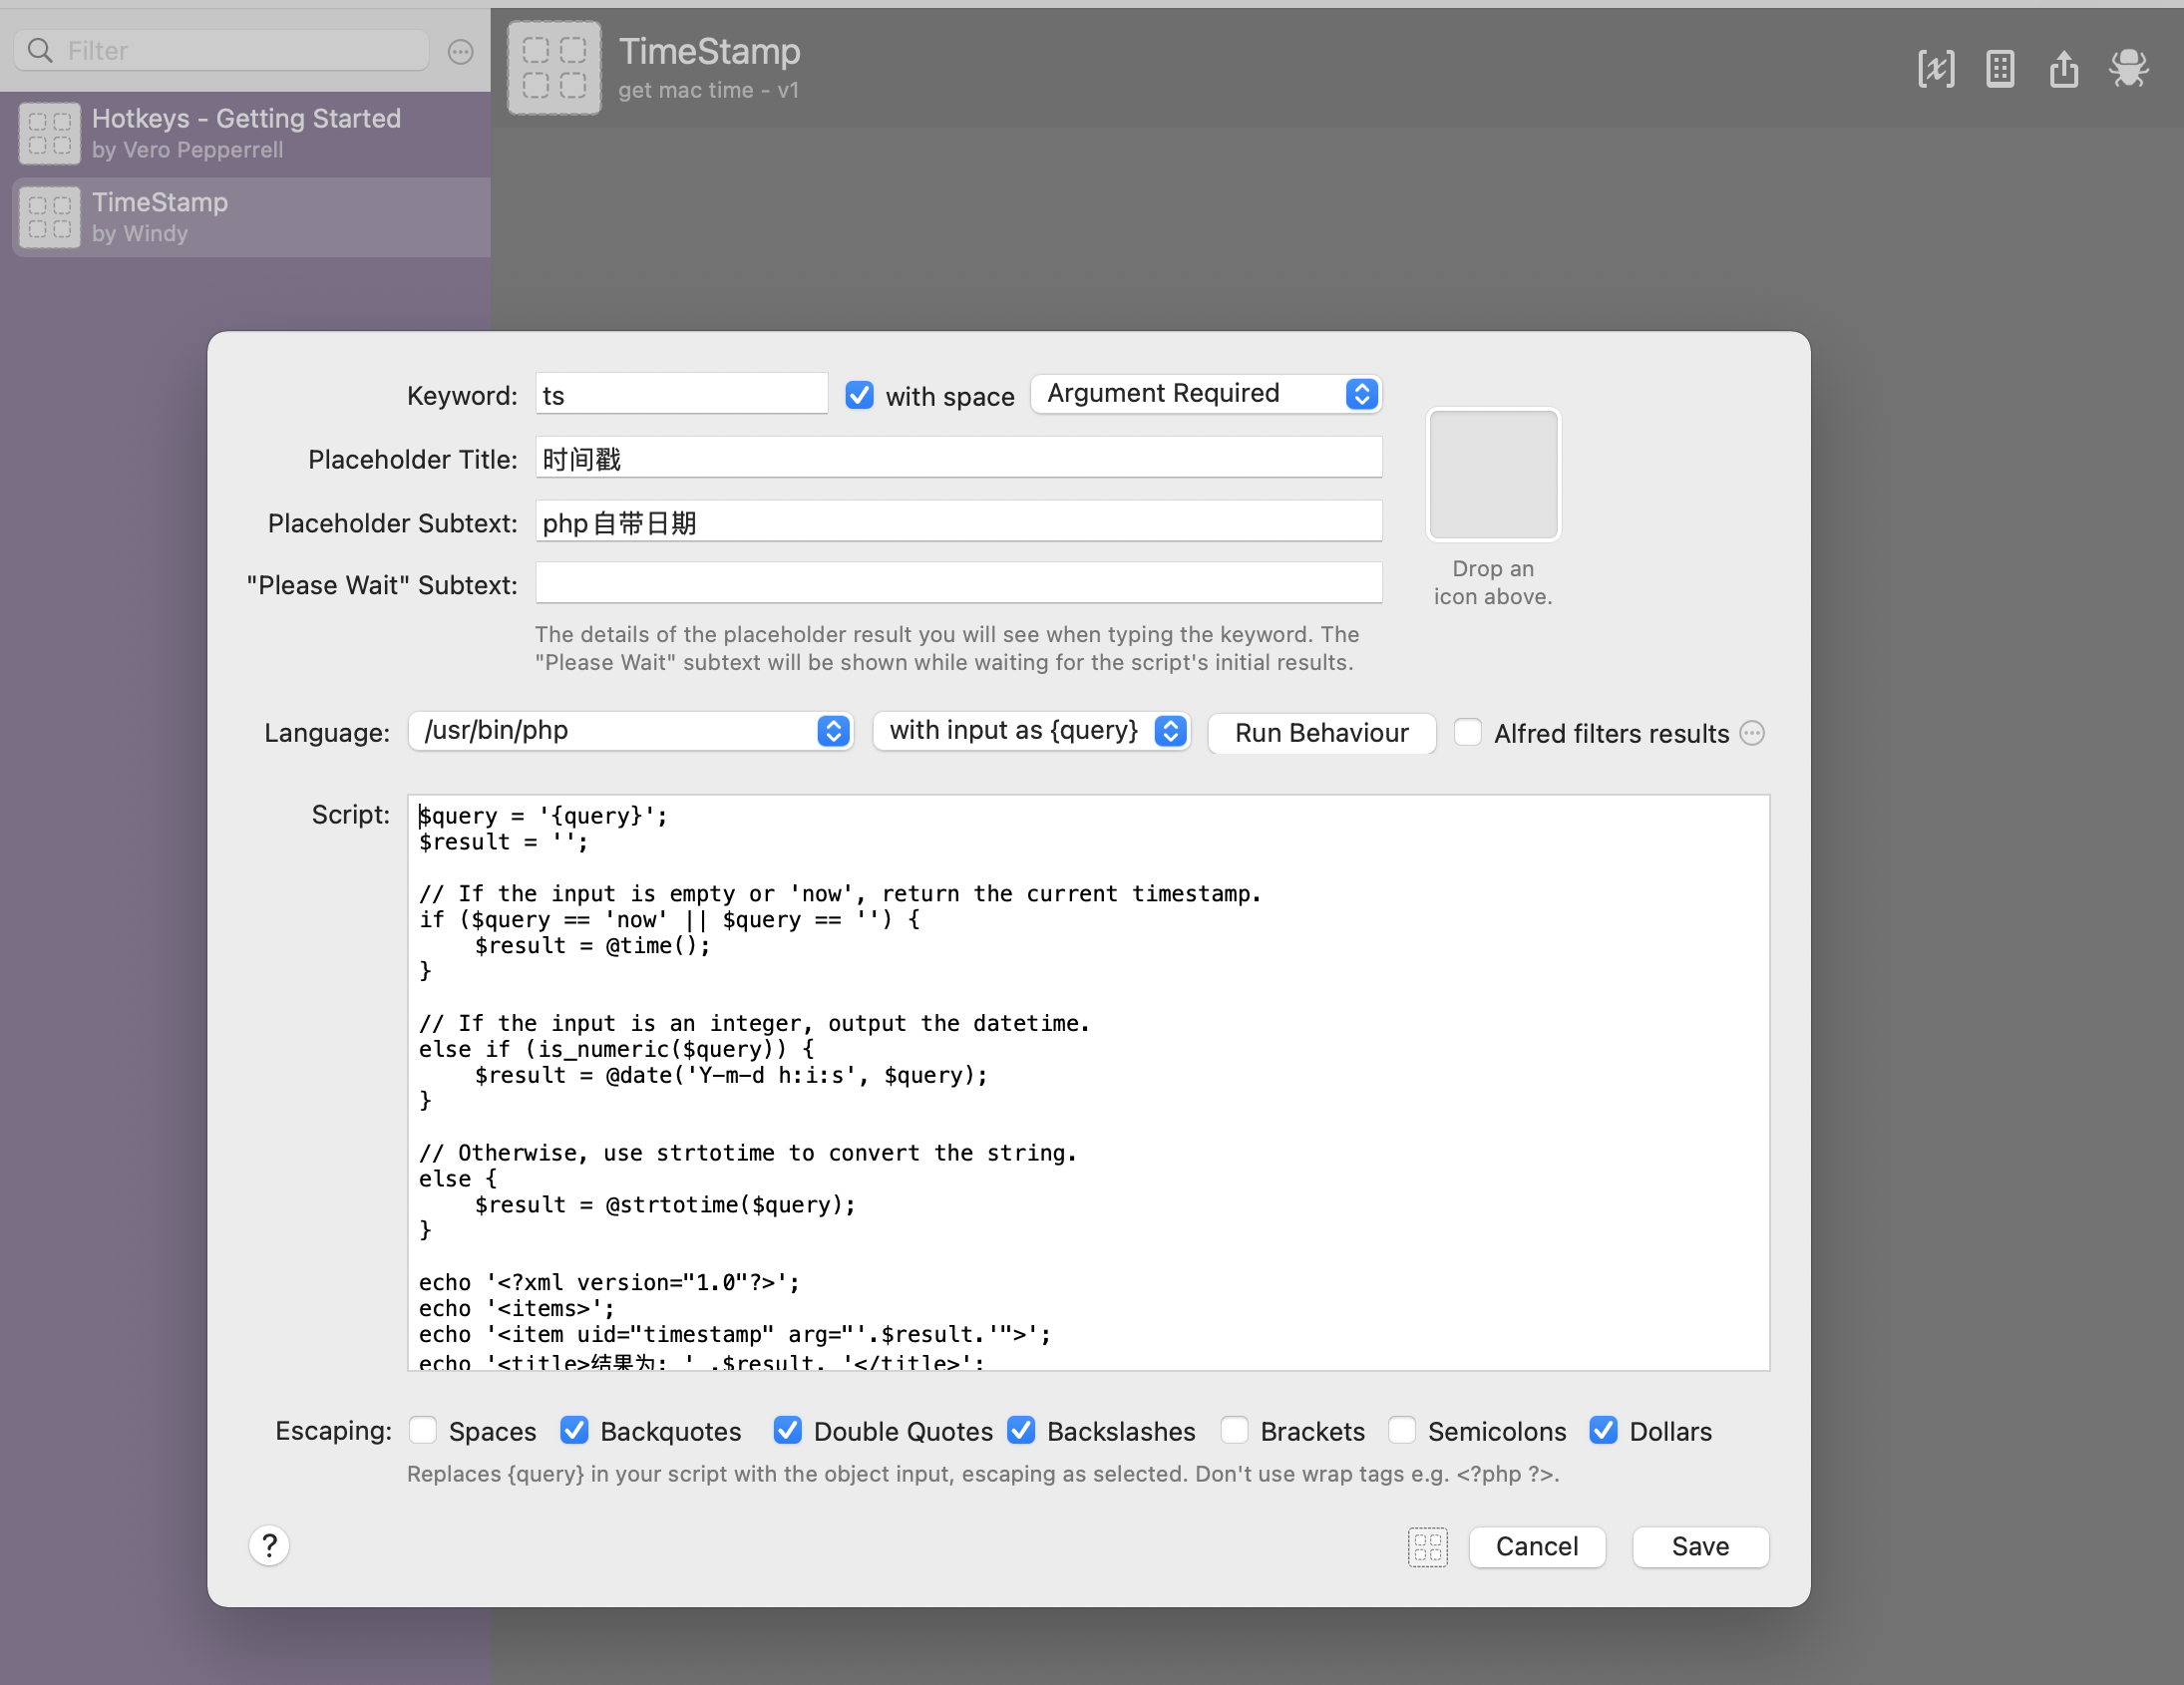 Filter
Hotkeys - Getting Started
by Vero Pepperrell
TimeStamp
by Windy
TimeStamp
get mac time - v1
Keyword: ts with space Argument Required
Placeholder Title: 时间戳
Placeholder Subtext: php自带日期
"Please Wait" Subtext:
Drop an
icon above.
The details of the placeholder result you will see when typing the keyword. The
"Please Wait" subtext will be shown while waiting for the script's initial results.
Language: /usr/bin/php with input as {query} Run Behaviour Alfred filters results
Script:
$query = '{query}';
$result = '';
// If the input is empty or 'now', return the current timestamp.
if ($query == 'now' || $query == '') {
    $result = @time();
}
// If the input is an integer, output the datetime.
else if (is_numeric($query)) {
    $result = @date('Y-m-d h:i:s', $query);
}
// Otherwise, use strtotime to convert the string.
else {
    $result = @strtotime($query);
}
echo '<?xml version="1.0"?>';
echo '<items>';
echo '<item uid="timestamp" arg="'.$result.'">';
echo '<title>结果为: ' .$result. '</title>';
Escaping: Spaces Backquotes Double Quotes Backslashes Brackets Semicolons Dollars
Replaces {query} in your script with the object input, escaping as selected. Don't use wrap tags e.g. <?php ?>.
? Cancel Save